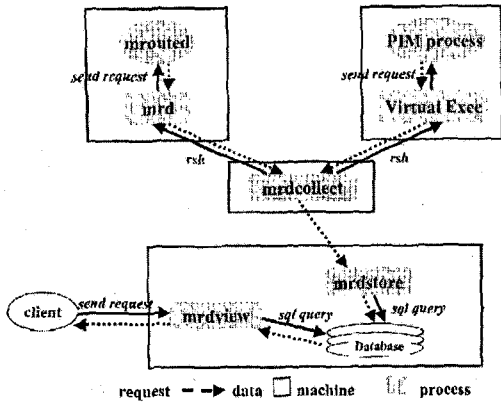 mrouted
send request
mrd
rsh
PIM process
send request
Virtual Exec
rsh
mrdcollect
mrdstore
sql query
client
send request
mrdview
sql query
Database
request data machine process